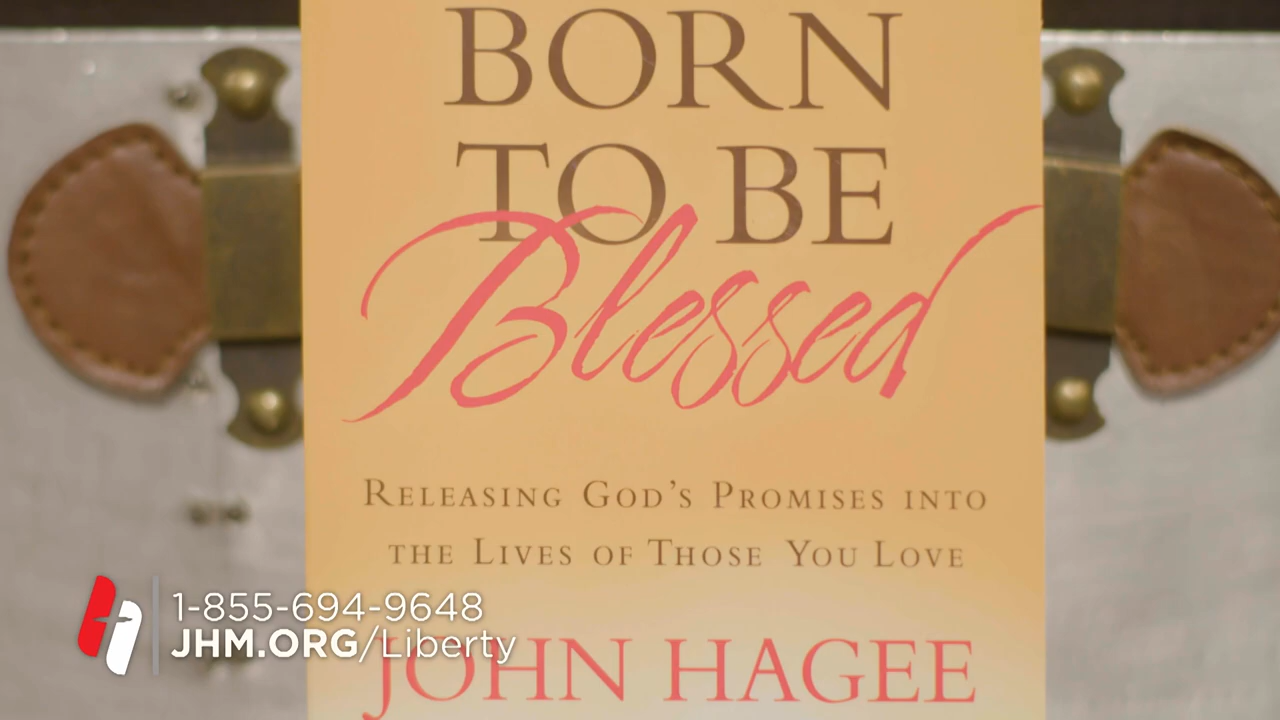 BORN
TO BE
Blessed
RELEASING GOD'S PROMISES INTO
THE LIVES OF THOSE YOU LOVE
1-855-694-9648
JHM.ORG/Liberty
JOHN HAGEE